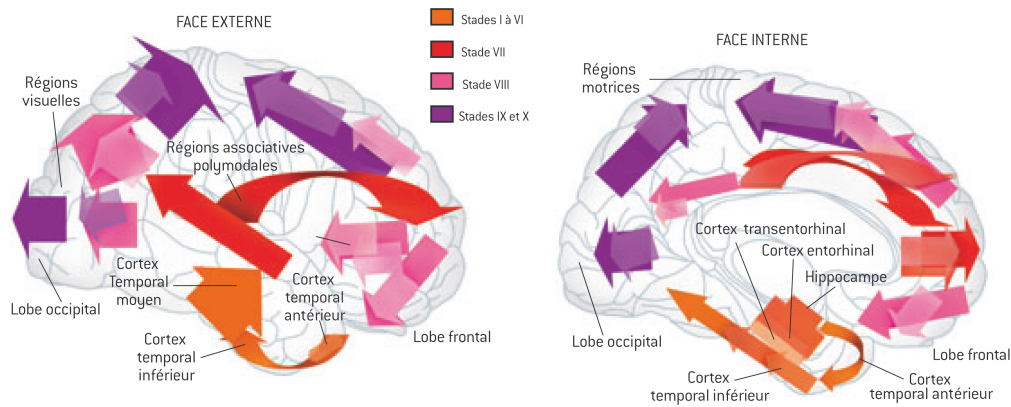 FACE EXTERNE
Stades I à VI
Stade VII
Stade VIII
Stades IX et X
Régions
visuelles
Régions associatives
polymodales
Cortex
Temporal
moyen
Cortex
temporal
antérieur
Lobe occipital
Cortex
temporal
inférieur
Lobe frontal
FACE INTERNE
Régions
motrices
Cortex transentorhinal
Cortex entorhinal
Hippocampe
Lobe occipital
Lobe frontal
Cortex
temporal inférieur
Cortex
temporal antérieur